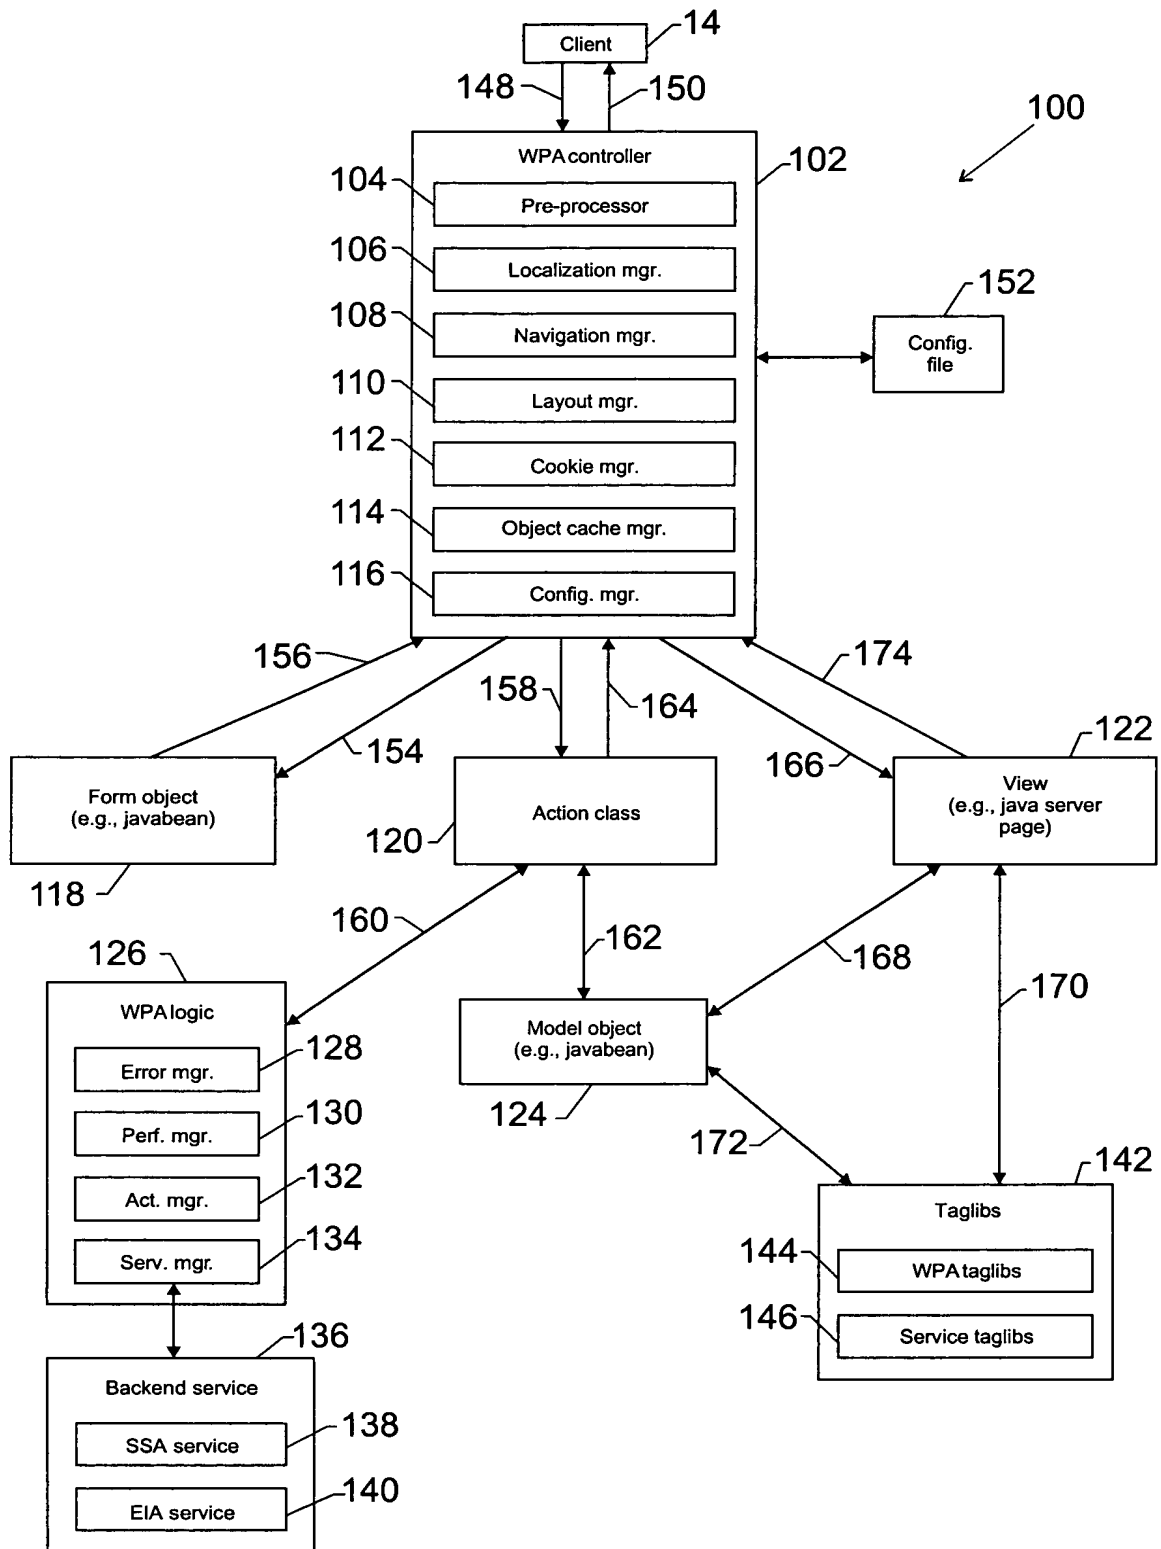 14
Client
148
150
100
WPA controller
102
104
Pre-processor
106
Localization mgr.
152
108
Navigation mgr.
Config.
file
110
Layout mgr.
112
Cookie mgr.
114
Object cache mgr.
116
Config. mgr.
156
174
158
164
154
166
122
Form object
(e.g., javabean)
Action class
View
(e.g., java server
page)
120
118
160
162
168
126
170
WPA logic
Model object
(e.g., javabean)
128
Error mgr.
124
130
Perf. mgr.
172
132
Act. mgr.
142
Taglibs
134
Serv. mgr.
144
WPA taglibs
146
Service taglibs
136
Backend service
138
SSA service
140
EIA service